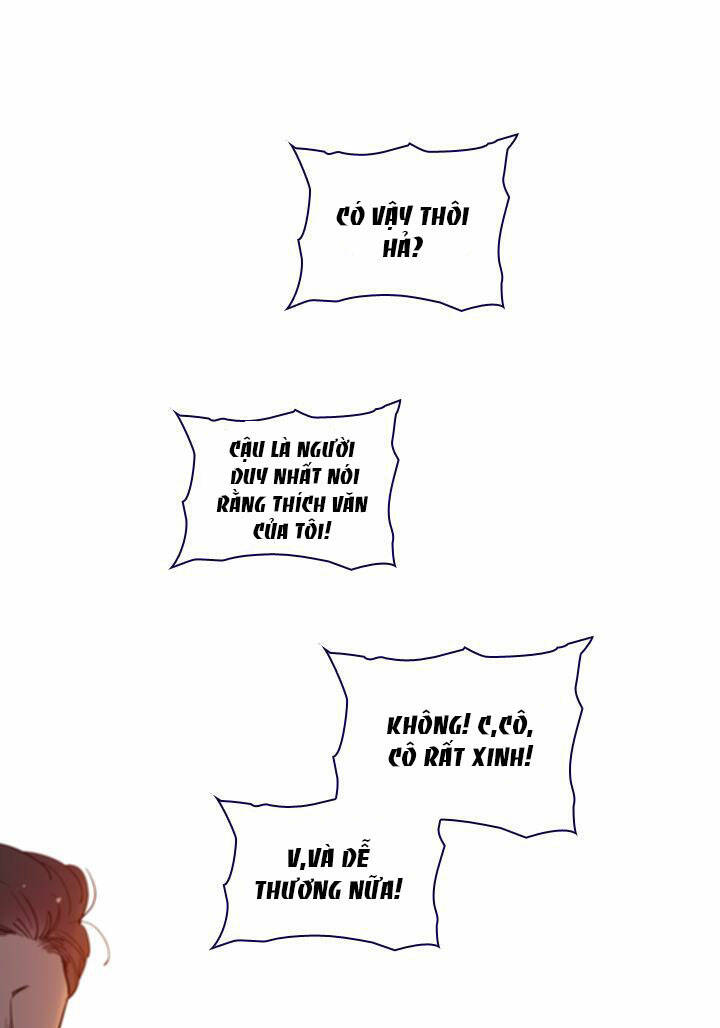 CÓ VẬY THÔI
HẢ?
CẬU LÀ NGƯỜI
DUY NHẤT NÓI
RẰNG THÍCH VĂN
CỦA TÔI!
KHÔNG! C,CÔ,
CÔ RẤT XINH!
V,VÀ DỄ
THƯƠNG NỮA!